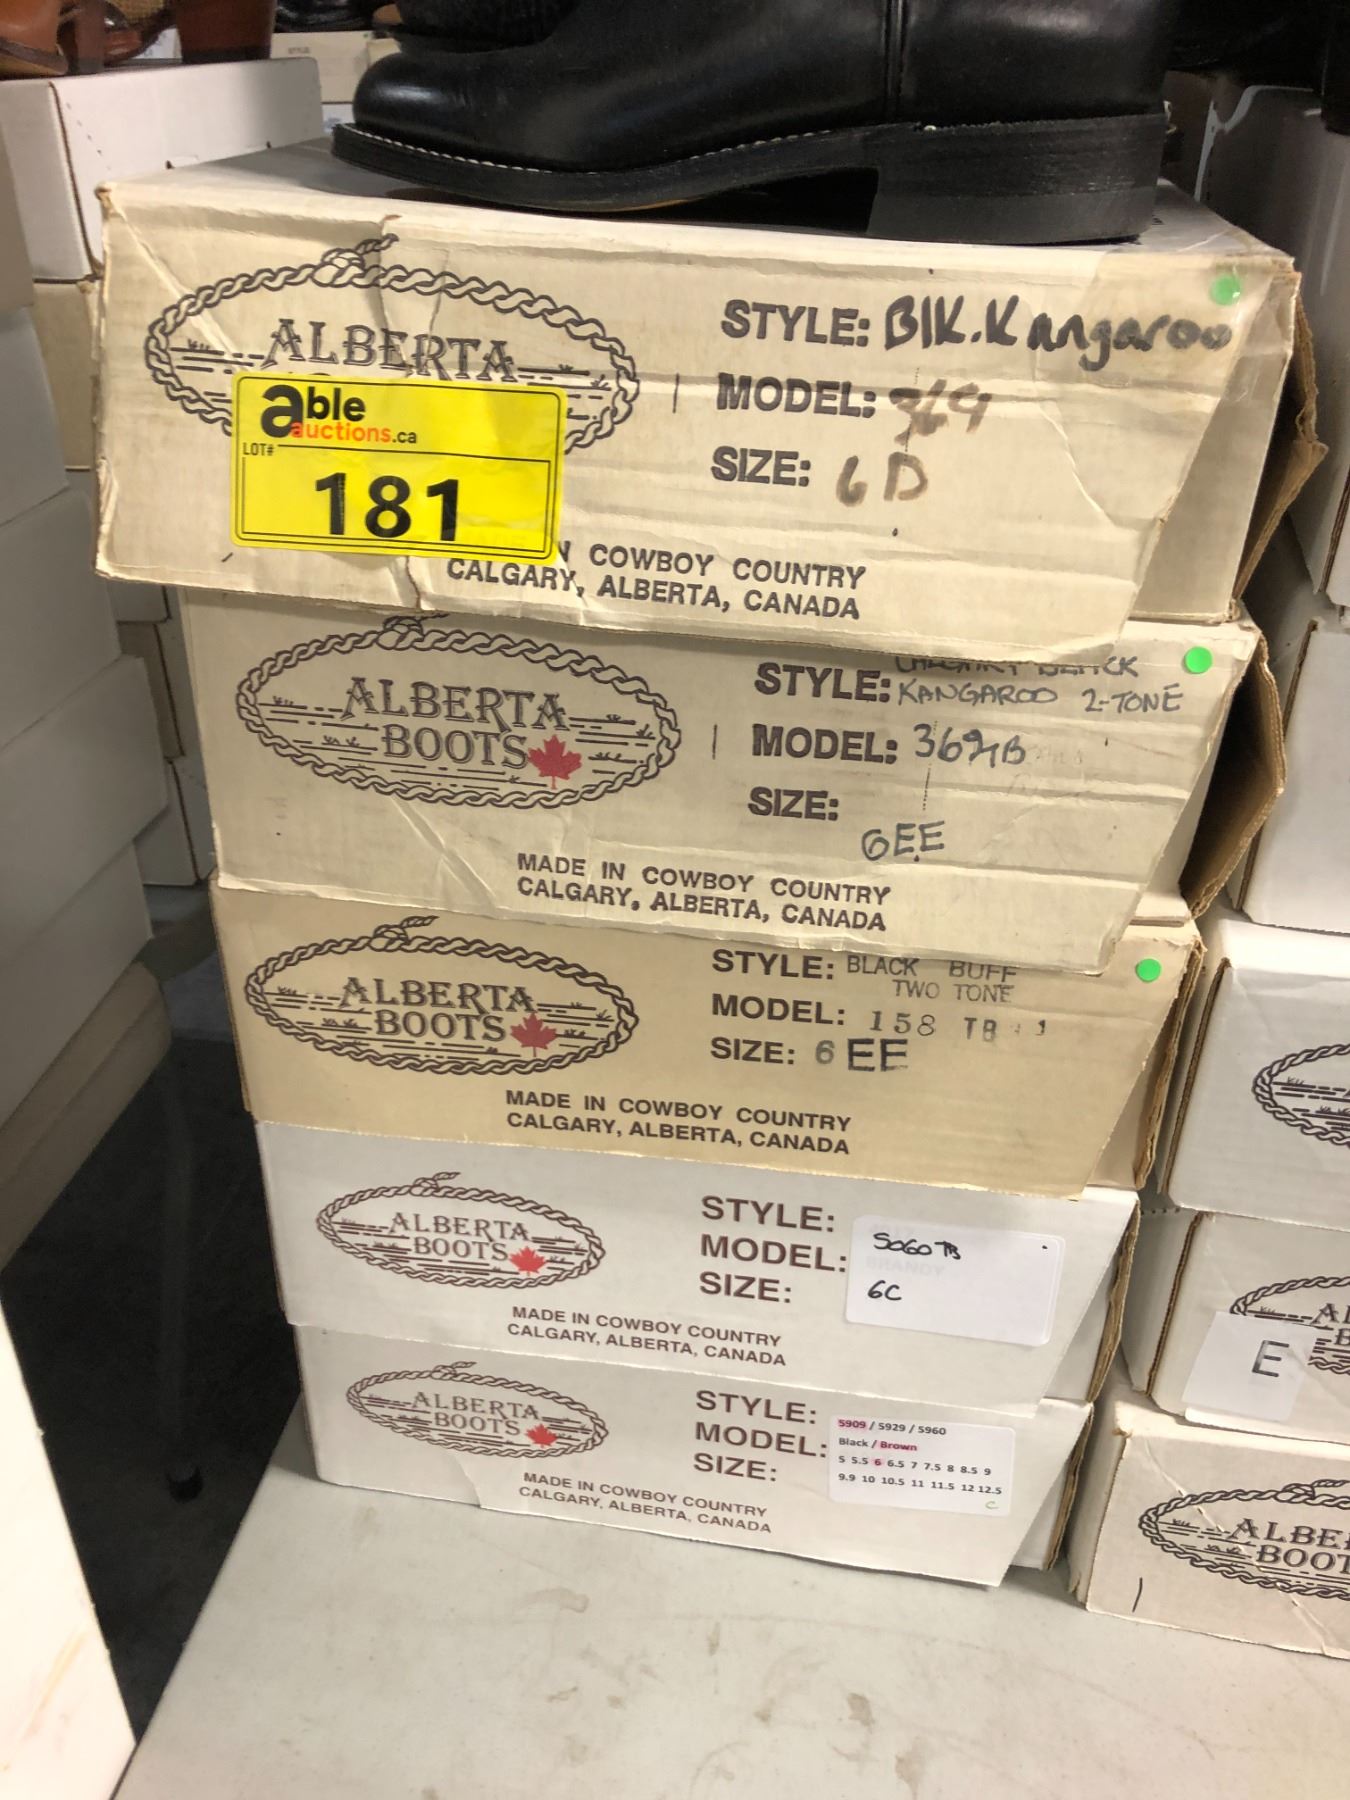 ALBERTA
STYLE: Blk. Kangaroo
MODEL: 369
SIZE: 6D
able
auctions.ca
LOT#
181
COWBOY COUNTRY
CALGARY, ALBERTA, CANADA
ALBERTA
BOOTS
STYLE: BLACK
KANGAROO 2-TONE
MODEL:
SIZE:
6EE
MADE IN COWBOY COUNTRY
CALGARY, ALBERTA, CANADA
ALBERTA
BOOTS
STYLE: BLACK BUFF
TWO TONE
MODEL: 158 TB
SIZE: 6 EE
MADE IN COWBOY COUNTRY
CALGARY, ALBERTA, CANADA
ALBERTA
BOOTS
STYLE:
MODEL: 5060 TB
SIZE: 6C
MADE IN COWBOY COUNTRY
CALGARY, ALBERTA, CANADA
ALBERTA
BOOTS
STYLE:
MODEL:
SIZE:
5909 / 5929 / 5960
Black / Brown
5 5.5 6 6.5 7 7.5 8 8.5 9
9.9 10 10.5 11 11.5 12 12.5
C
MADE IN COWBOY COUNTRY
CALGARY, ALBERTA, CANADA
E
ALBE
BOOT